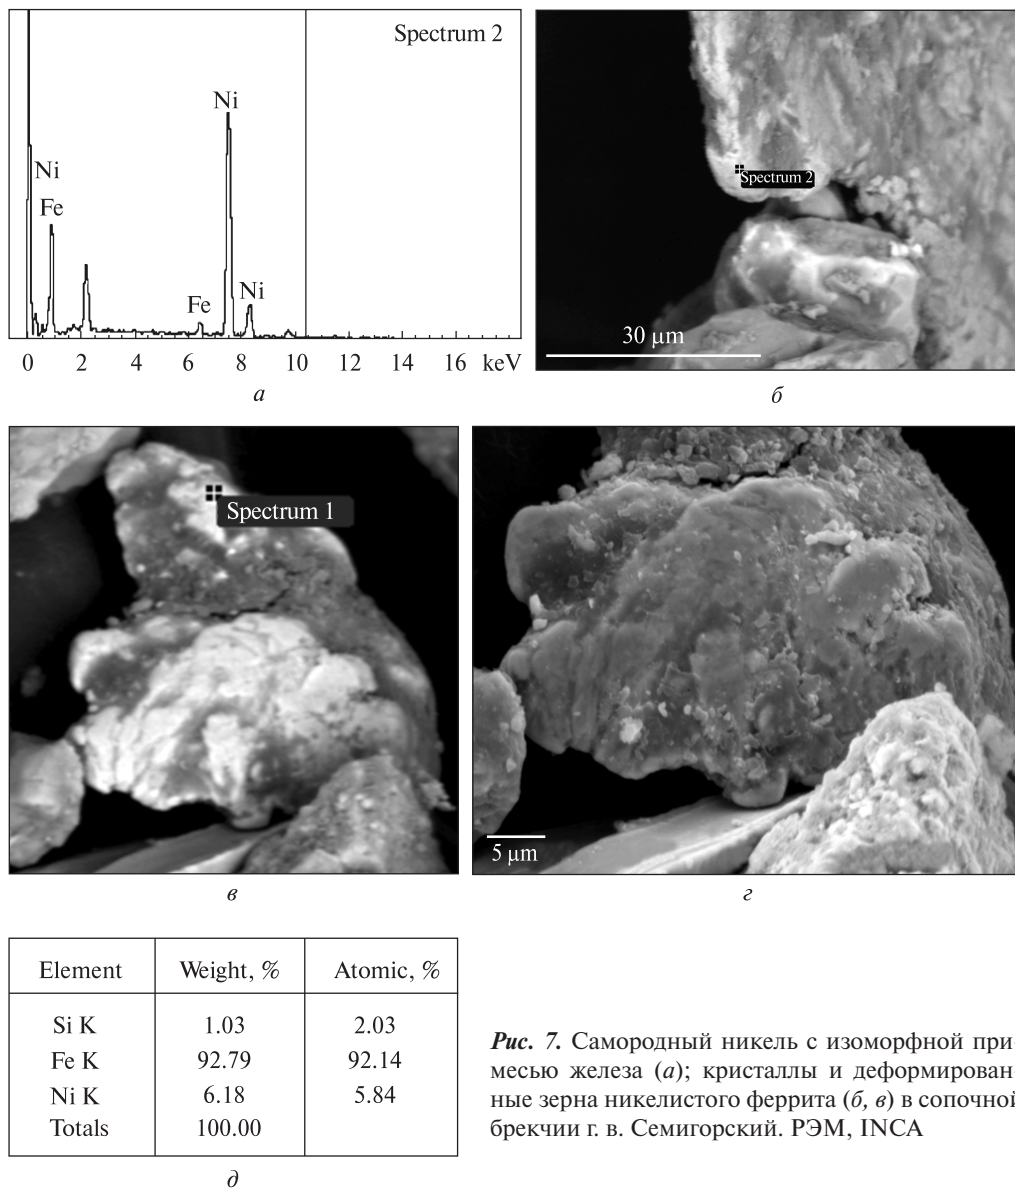 Spectrum 2
Ni
Ni
Fe
Fe
Ni
0 2 4 6 8 10 12 14 16 keV
а
Spectrum 2
30 μm
б
Spectrum 1
в
5 μm
г
Element Weight, % Atomic, %
Si K 1.03 2.03
Fe K 92.79 92.14
Ni K 6.18 5.84
Totals 100.00
д
Рис. 7. Самородный никель с изоморфной при-
месью железа (а); кристаллы и деформирован-
ные зерна никелистого феррита (б, в) в сопочной
брекчии г. в. Семигорский. РЭМ, INCA